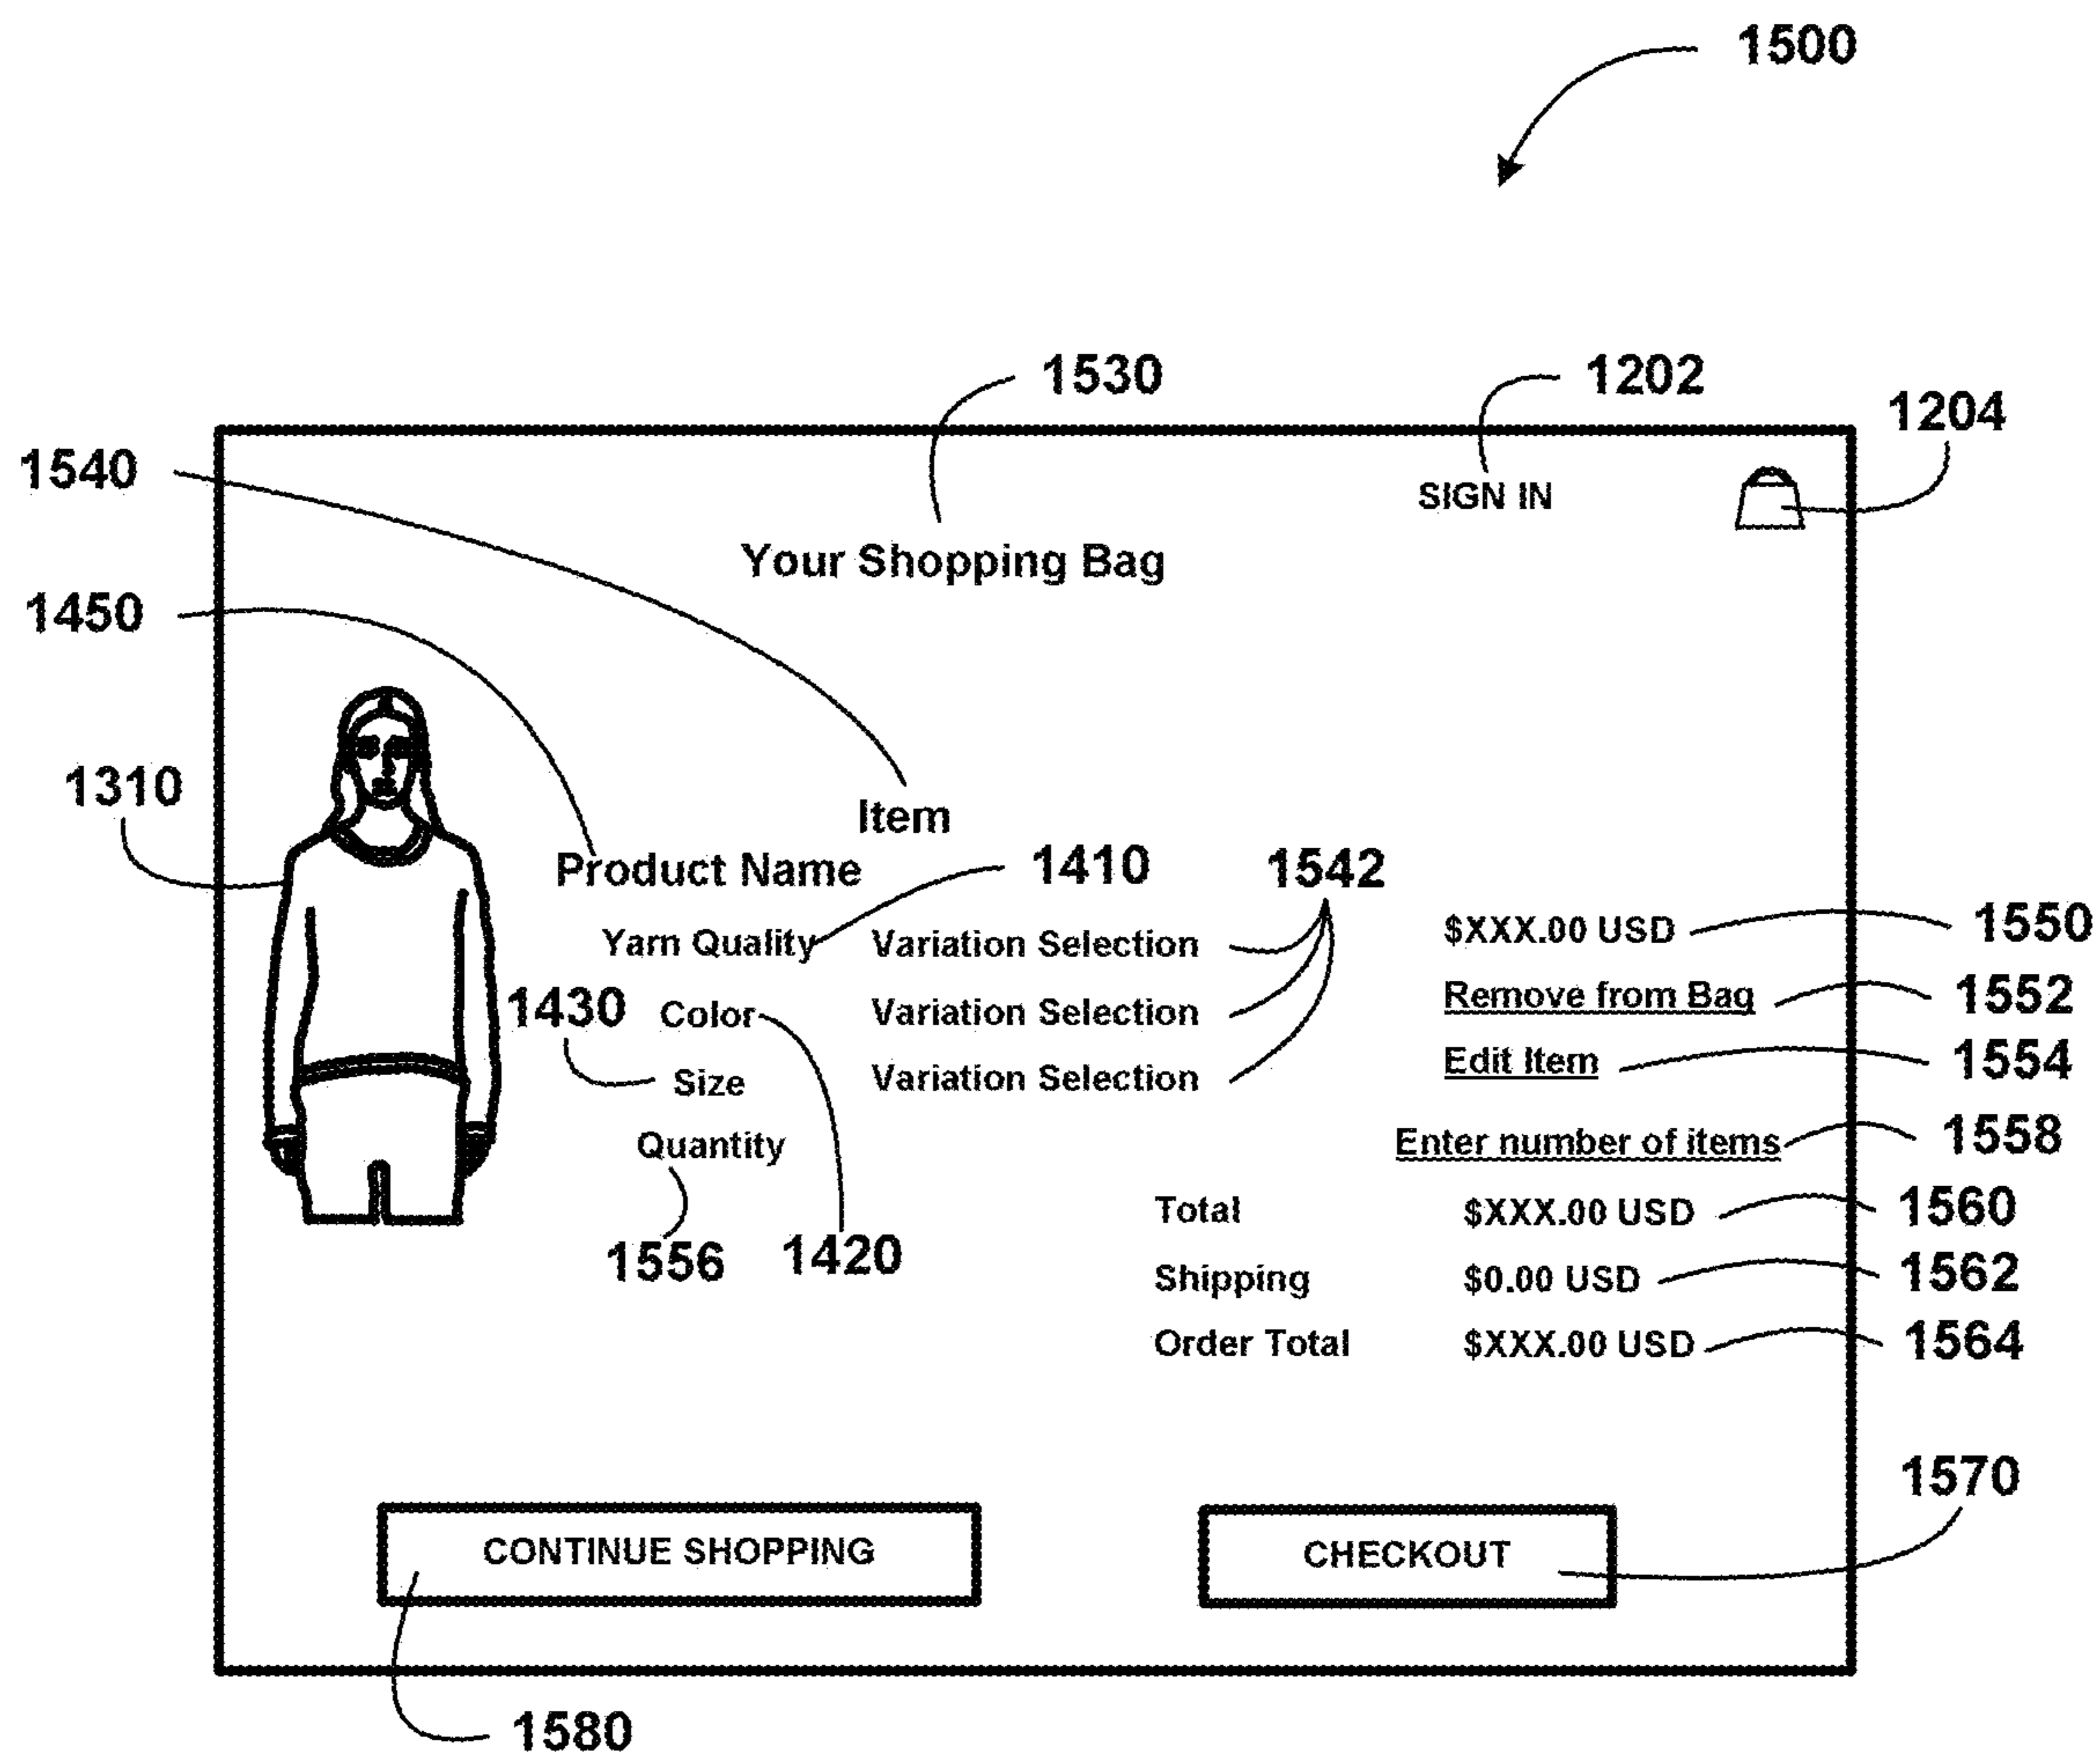 1500
1530 1202 1204
1540 SIGN IN
Your Shopping Bag
1450
1310
Item
Product Name 1410 1542
Yarn Quality Variation Selection $XXX.00 USD 1550
1430 Color Variation Selection Remove from Bag 1552
Size Variation Selection Edit Item 1554
Quantity Enter number of items 1558
Total $XXX.00 USD 1560
1556 1420
Shipping $0.00 USD 1562
Order Total $XXX.00 USD 1564
1570
CONTINUE SHOPPING CHECKOUT
1580